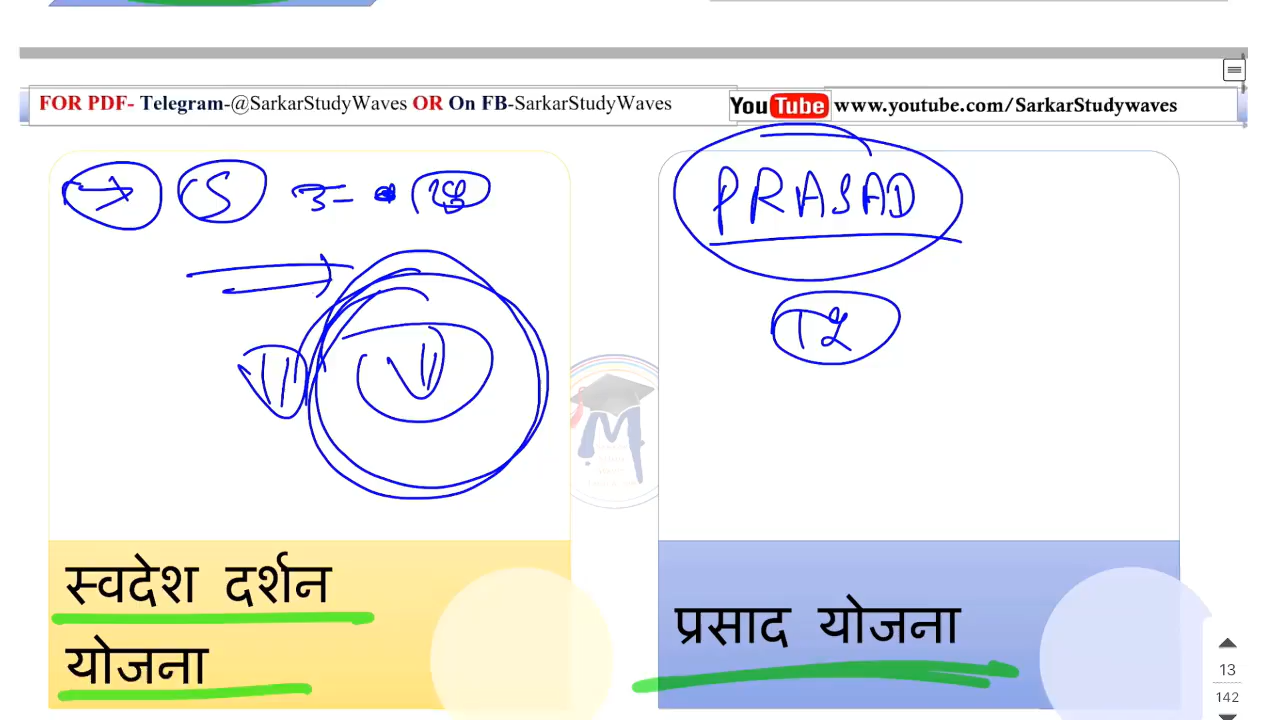 FOR PDF- Telegram-@SarkarStudyWaves OR On FB-SarkarStudyWaves
YouTube www.youtube.com/SarkarStudywaves
PRASAD
स्वदेश दर्शन
योजना
प्रसाद योजना
13
142